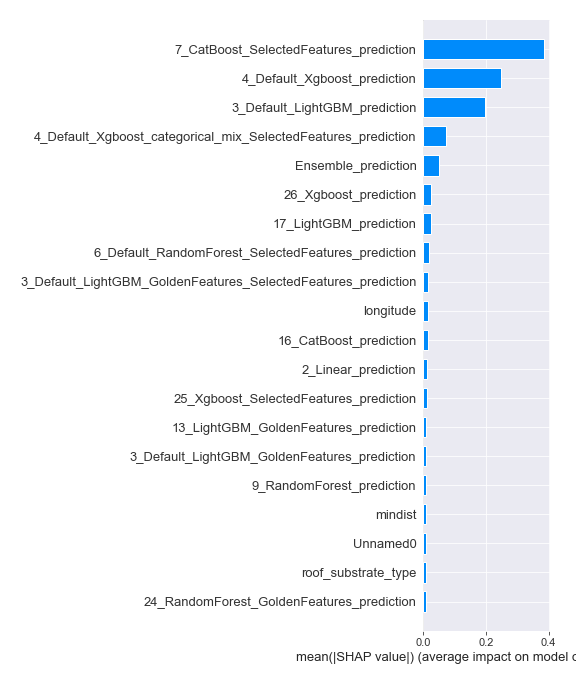 7_CatBoost_SelectedFeatures_prediction
4_Default_Xgboost_prediction
3_Default_LightGBM_prediction
4_Default_Xgboost_categorical_mix_SelectedFeatures_prediction
Ensemble_prediction
26_Xgboost_prediction
17_LightGBM_prediction
6_Default_RandomForest_SelectedFeatures_prediction
3_Default_LightGBM_GoldenFeatures_SelectedFeatures_prediction
longitude
16_CatBoost_prediction
2_Linear_prediction
25_Xgboost_SelectedFeatures_prediction
13_LightGBM_GoldenFeatures_prediction
3_Default_LightGBM_GoldenFeatures_prediction
9_RandomForest_prediction
mindist
Unnamed0
roof_substrate_type
24_RandomForest_GoldenFeatures_prediction
0.0 0.2 0.4
mean(|SHAP value|) (average impact on model